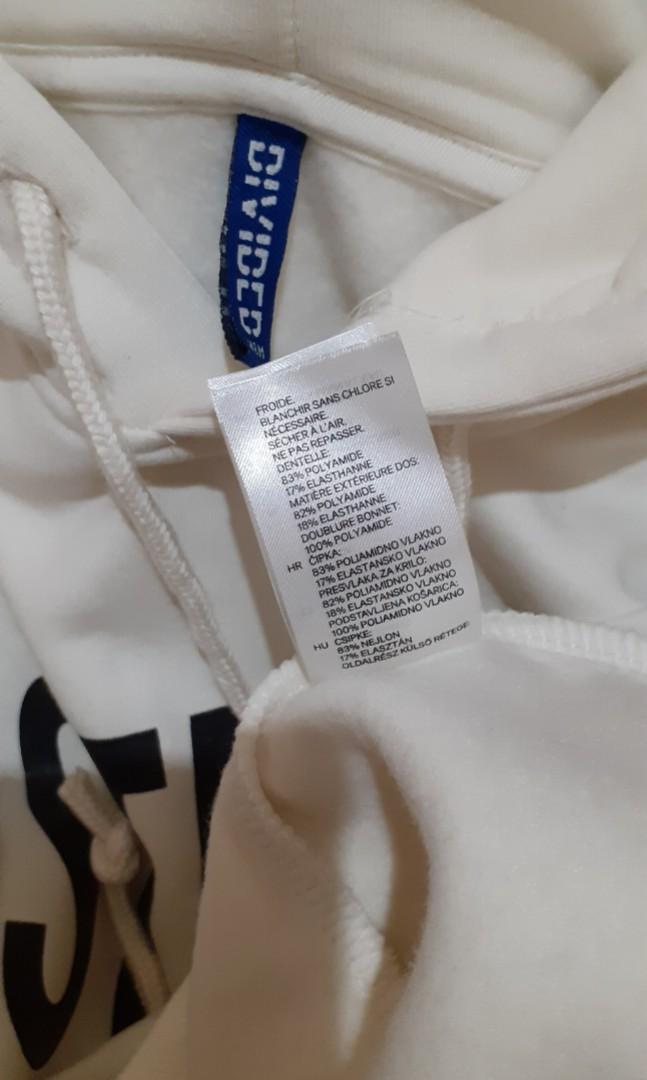 DIVIDED
FROIDE.
BLANCHIR SANS CHLORE SI
NÉCESSAIRE.
SÉCHER À L'AIR.
NE PAS REPASSER.
DENTELLE:
83% POLYAMIDE
17% ELASTHANNE
MATIÈRE EXTÉRIEURE DOS:
82% POLYAMIDE
18% ELASTHANNE
DOUBLURE BONNET:
100% POLYAMIDE
HR ČIPKA:
83% POLIAMIDNO VLAKNO
17% ELASTANSKO VLAKNO
PRESVLAKA ZA KRILO:
82% POLIAMIDNO VLAKNO
18% ELASTANSKO VLAKNO
PODSTAVLJENA KOŠARICA:
100% POLIAMIDNO VLAKNO
HU CSIPKE:
83% NEJLON
17% ELASZTÁN
OLDALRÉSZ KÜLSŐ RÉTEGE:
S